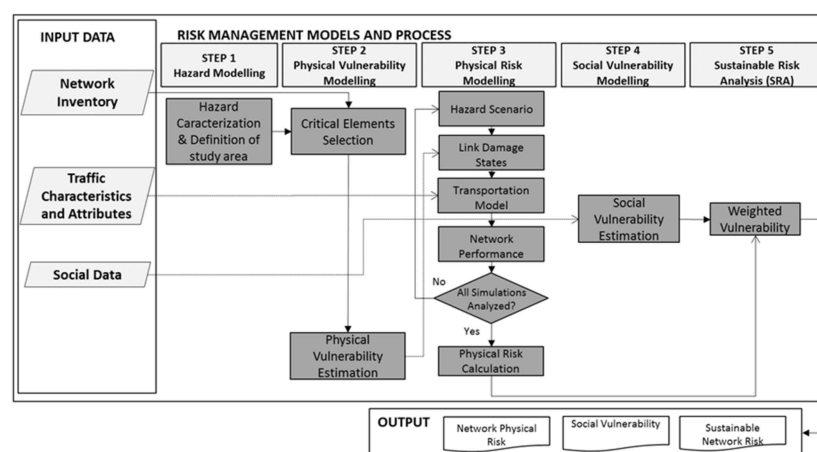 INPUT DATA
RISK MANAGEMENT MODELS AND PROCESS
STEP 1
Hazard Modelling
STEP 2
Physical Vulnerability
Modelling
STEP 3
Physical Risk
Modelling
STEP 4
Social Vulnerability
Modelling
STEP 5
Sustainable Risk
Analysis (SRA)
Network
Inventory
Traffic
Characteristics
and Attributes
Social Data
Hazard
Caracterization
& Definition of
study area
Critical Elements
Selection
Physical
Vulnerability
Estimation
Hazard Scenario
Link Damage
States
Transportation
Model
Network
Performance
No
All Simulations
Analyzed?
Yes
Physical Risk
Calculation
Social
Vulnerability
Estimation
Weighted
Vulnerability
OUTPUT
Network Physical
Risk
Social Vulnerability
Sustainable
Network Risk